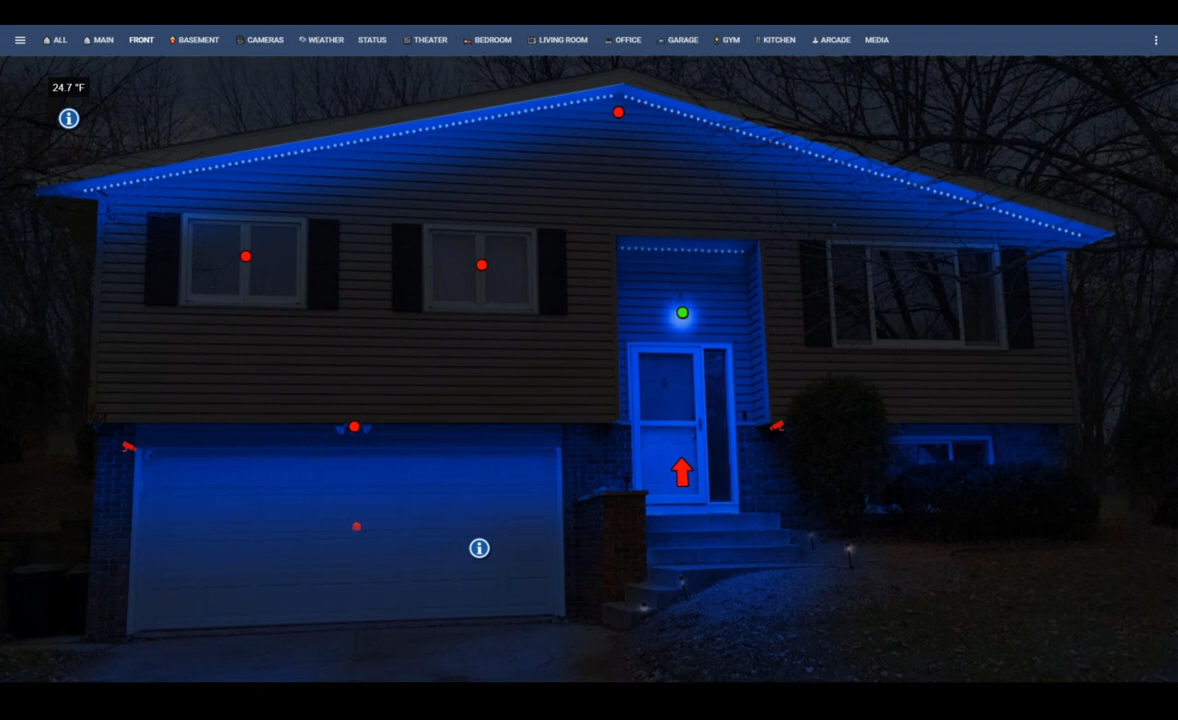 ALL MAIN FRONT BASEMENT CAMERAS WEATHER STATUS THEATER BEDROOM LIVING ROOM OFFICE GARAGE GYM KITCHEN ARCADE MEDIA
24.7 °F
i
i